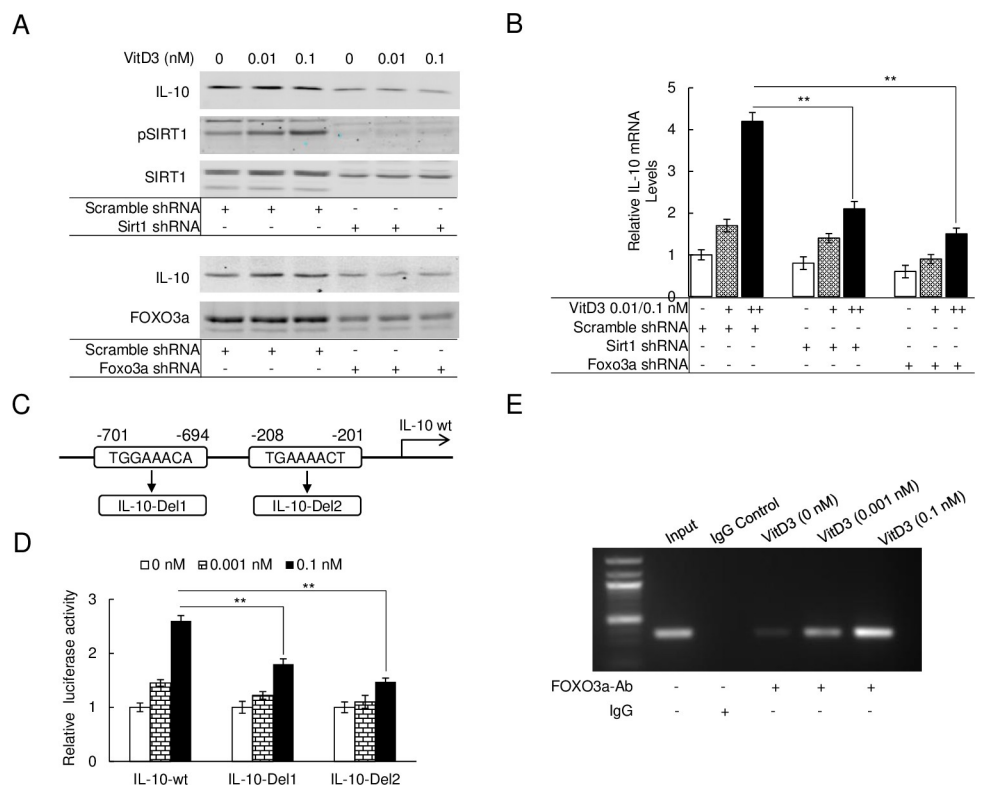 A
VitD3 (nM) 0 0.01 0.1 0 0.01 0.1
IL-10
pSIRT1
SIRT1
Scramble shRNA + + + - - -
Sirt1 shRNA - - - + + +
IL-10
FOXO3a
Scramble shRNA + + + - - -
Foxo3a shRNA - - - + + +
B
Relative IL-10 mRNA
Levels
5
4
3
2
1
0
**
**
VitD3 0.01/0.1 nM - + ++ - + ++ - + ++
Scramble shRNA + + + - - - - - -
Sirt1 shRNA - - - + + + - - -
Foxo3a shRNA - - - - - - + + +
C
-701 -694 -208 -201 IL-10 wt
TGGAAACA TGAAAACT
IL-10-Del1 IL-10-Del2
D
0 nM 0.001 nM 0.1 nM
Relative luciferase activity
3
2
1
0
**
**
IL-10-wt IL-10-Del1 IL-10-Del2
E
Input IgG Control VitD3 (0 nM) VitD3 (0.001 nM) VitD3 (0.1 nM)
FOXO3a-Ab - - + + +
IgG - + - - -